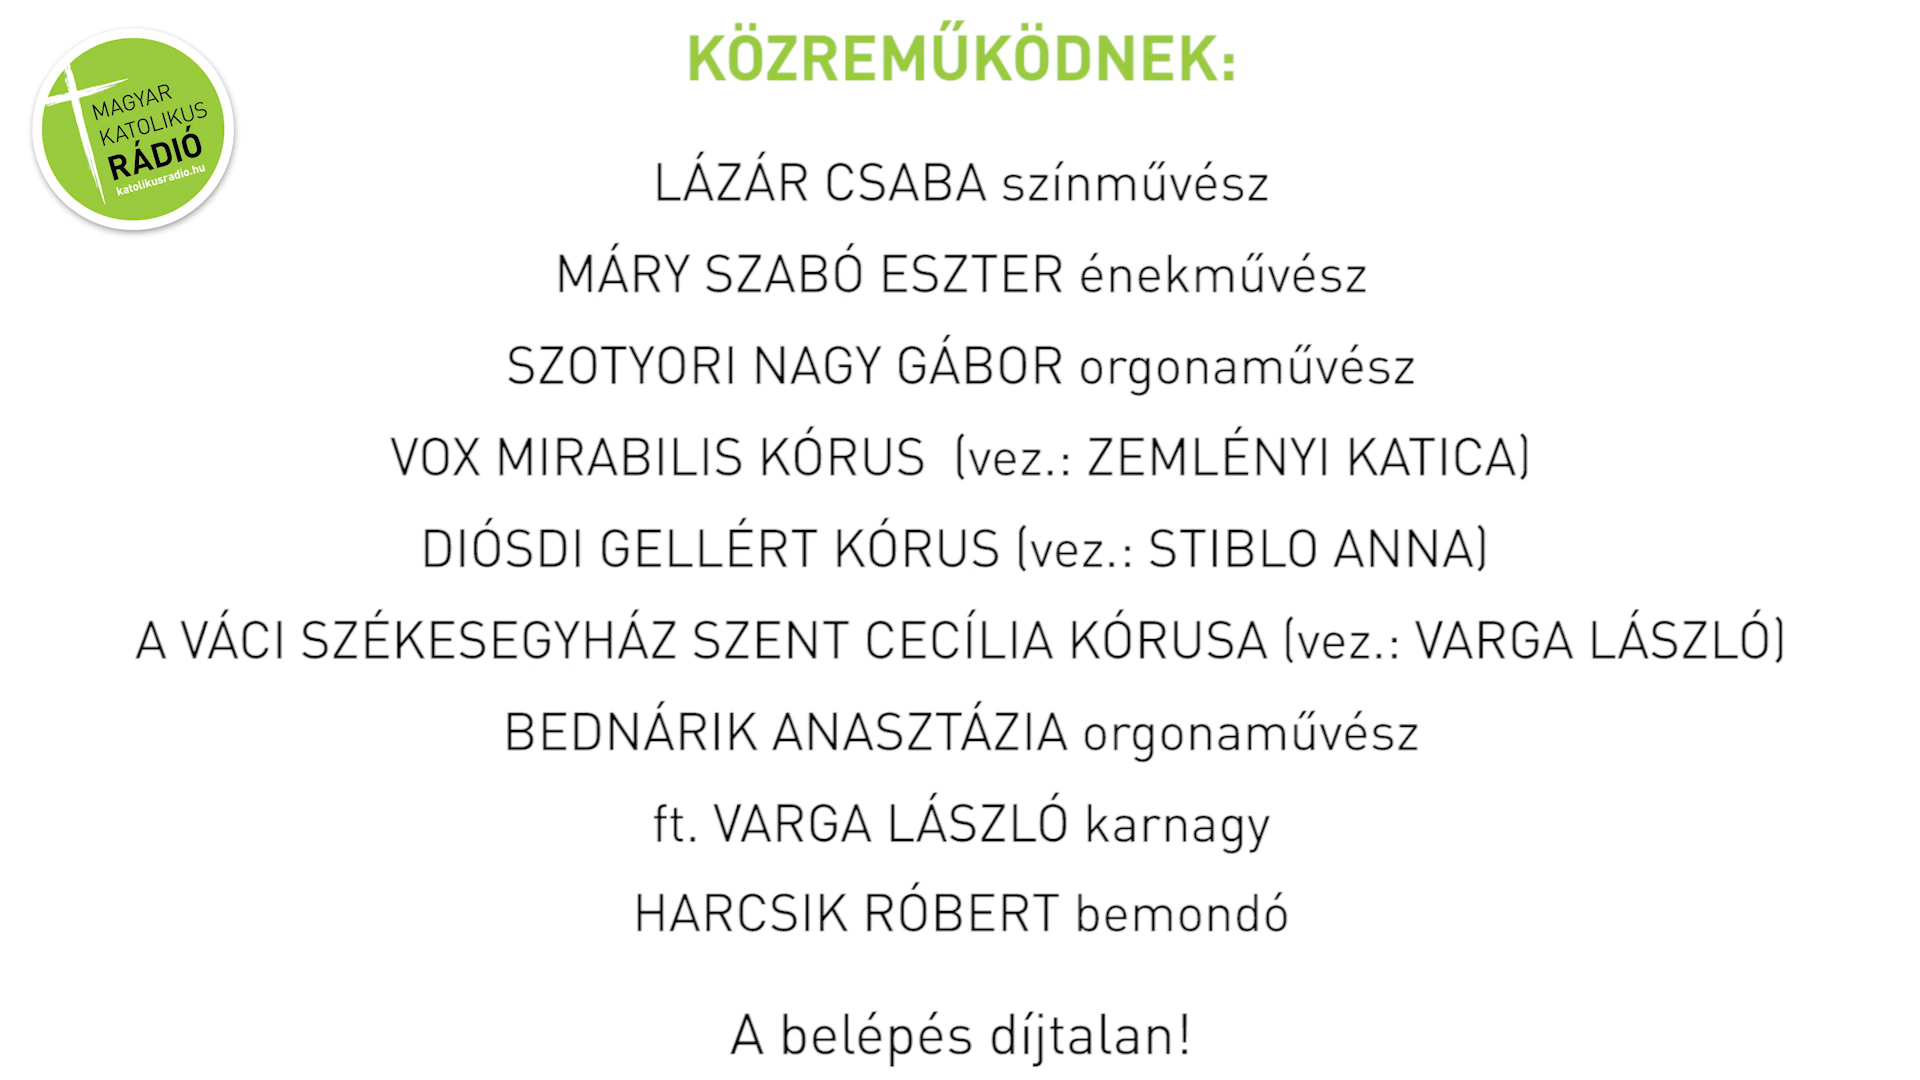 KÖZREMŰKÖDNEK:
MAGYAR
KATOLIKUS
RÁDIÓ
katolikusradio.hu
LÁZÁR CSABA színművész
MÁRY SZABÓ ESZTER énekművész
SZOTYORI NAGY GÁBOR orgonaművész
VOX MIRABILIS KÓRUS (vez.: ZEMLÉNYI KATICA)
DIÓSDI GELLÉRT KÓRUS (vez.: STIBLO ANNA)
A VÁCI SZÉKESEGYHÁZ SZENT CECÍLIA KÓRUSA (vez.: VARGA LÁSZLÓ)
BEDNÁRIK ANASZTÁZIA orgonaművész
ft. VARGA LÁSZLÓ karnagy
HARCSIK RÓBERT bemondó
A belépés díjtalan!